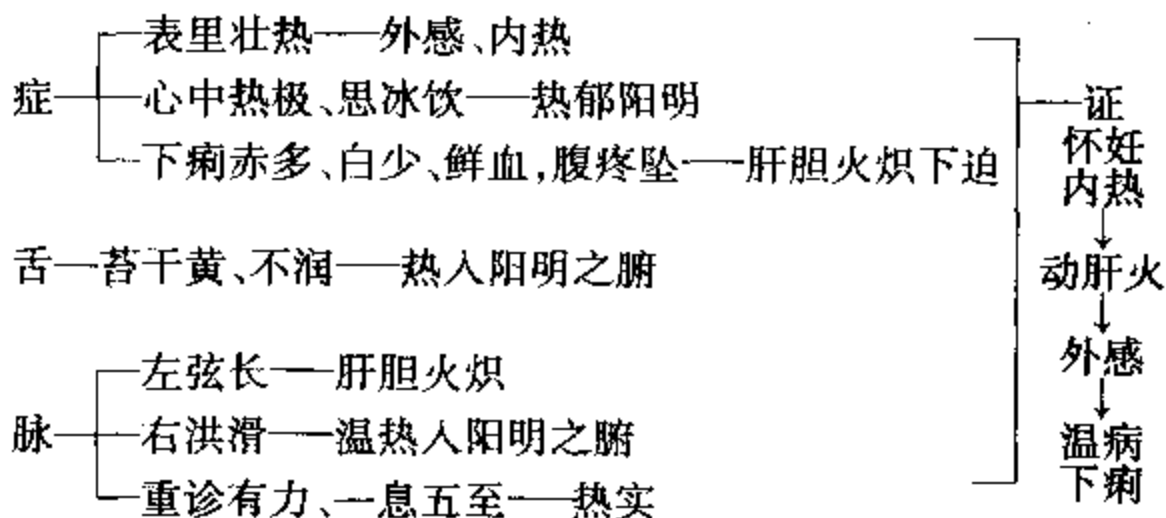 表里壮热——外感、内热
症——心中热极、思冰饮——热郁阳明
下痢赤多、白少、鲜血,腹疼坠——肝胆火炽下迫
舌——苔干黄、不润——热人阳明之腑
左弦长——肝胆火炽
脉——右洪滑——温热人阳明之腑
重诊有力、一息五至——热实
证
怀妊
内热
↓
动肝火
↓
外感
↓
温病
下痢